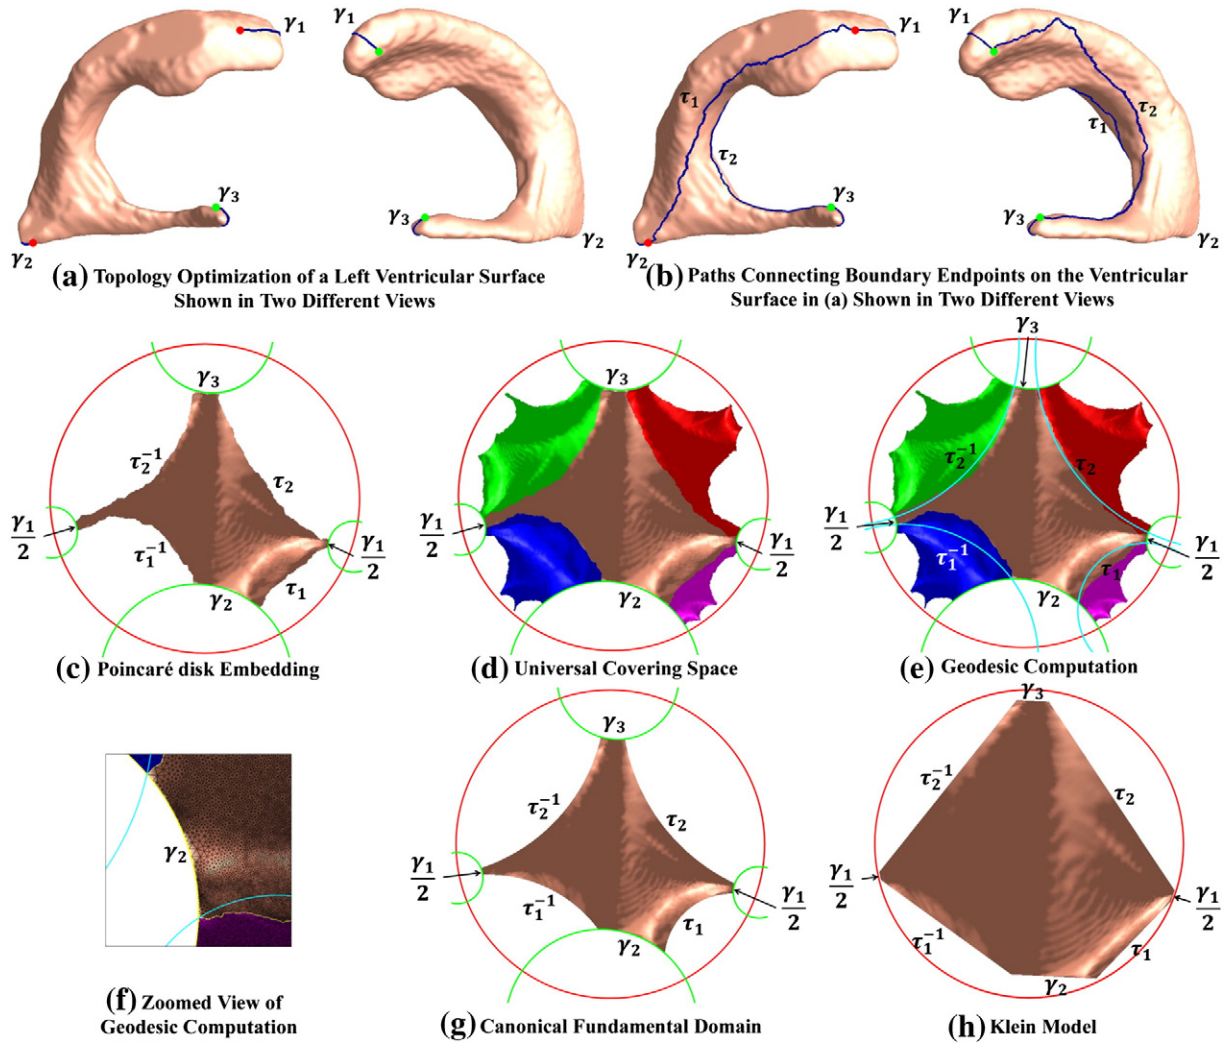 γ₁
γ₃
γ₂
γ₁
γ₃
γ₂
(a) Topology Optimization of a Left Ventricular Surface
Shown in Two Different Views
γ₁
τ₁
τ₂
γ₃
γ₂
γ₁
τ₂
τ₁
γ₃
γ₂
(b) Paths Connecting Boundary Endpoints on the Ventricular
Surface in (a) Shown in Two Different Views
γ₃
τ₂⁻¹
τ₂
γ₁/2
τ₁⁻¹
γ₁/2
τ₁
γ₂
(c) Poincaré disk Embedding
γ₃
γ₁/2
γ₁/2
γ₂
(d) Universal Covering Space
γ₃
τ₂⁻¹
τ₂
γ₁/2
τ₁⁻¹
γ₁/2
τ₁
γ₂
(e) Geodesic Computation
γ₂
(f) Zoomed View of
Geodesic Computation
γ₃
τ₂⁻¹
τ₂
γ₁/2
γ₁/2
τ₁⁻¹
τ₁
γ₂
(g) Canonical Fundamental Domain
γ₃
τ₂⁻¹
τ₂
γ₁/2
γ₁/2
τ₁⁻¹
τ₁
γ₂
(h) Klein Model